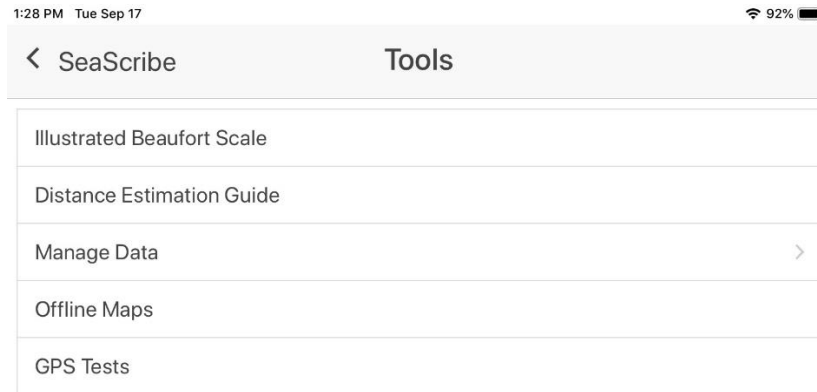 1:28 PM Tue Sep 17 92%
SeaScribe Tools
Illustrated Beaufort Scale
Distance Estimation Guide
Manage Data
Offline Maps
GPS Tests